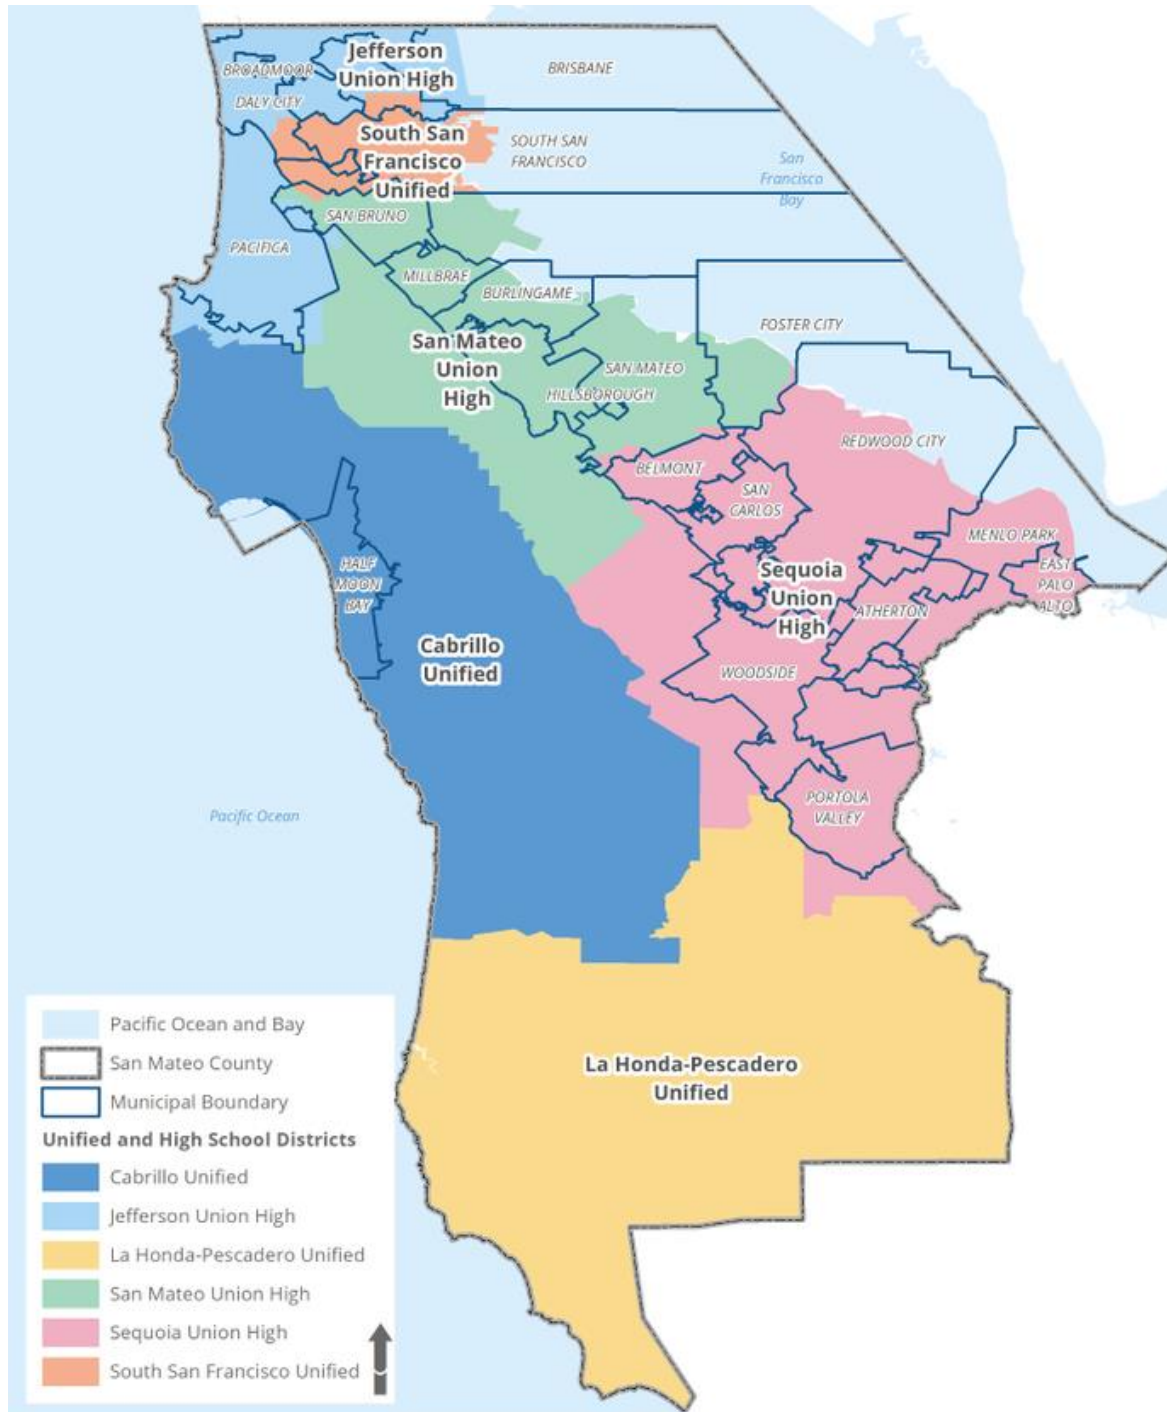 Jefferson
Union High
BROADMOOR
BRISBANE
DALY CITY
South San
Francisco
Unified
SOUTH SAN
FRANCISCO
San
Francisco
Bay
SAN BRUNO
PACIFICA
MILLBRAE
BURLINGAME
FOSTER CITY
San Mateo
Union
High
SAN MATEO
HILLSBOROUGH
REDWOOD CITY
BELMONT
SAN
CARLOS
MENLO PARK
HALF
MOON
BAY
Sequoia
Union
High
EAST
PALO
ALTO
ATHERTON
Cabrillo
Unified
WOODSIDE
PORTOLA
VALLEY
Pacific Ocean
La Honda-Pescadero
Unified
Pacific Ocean and Bay
San Mateo County
Municipal Boundary
Unified and High School Districts
Cabrillo Unified
Jefferson Union High
La Honda-Pescadero Unified
San Mateo Union High
Sequoia Union High
South San Francisco Unified